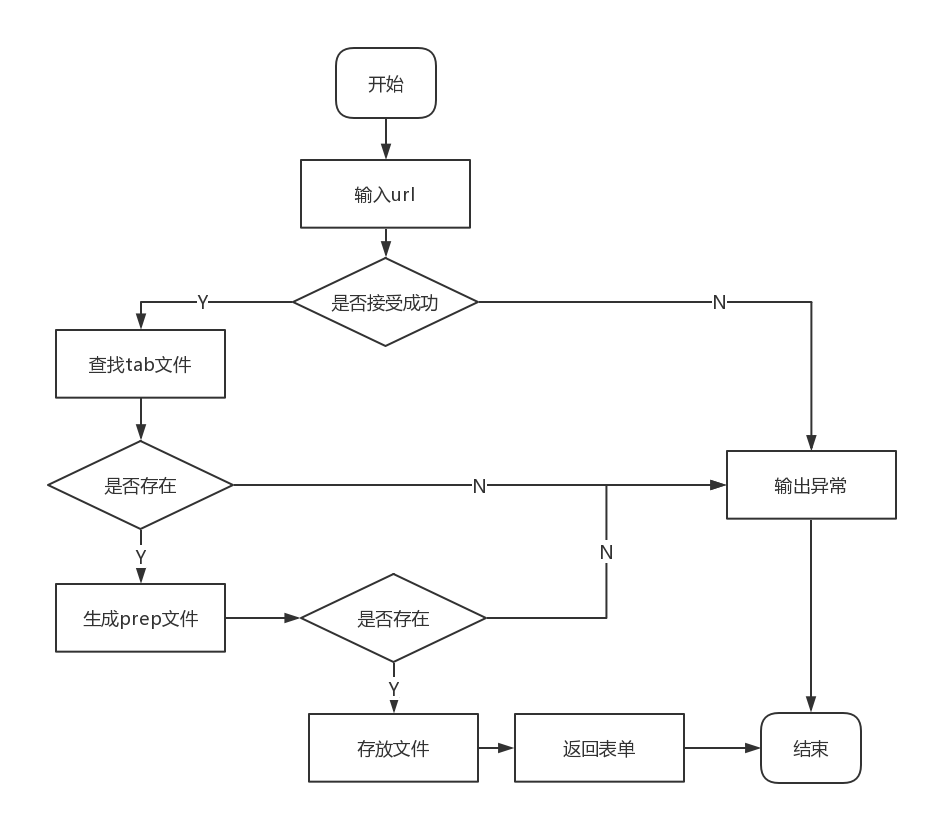 开始
输入url
是否接受成功
Y
N
查找tab文件
是否存在
N
输出异常
Y
N
生成prep文件
是否存在
Y
存放文件
返回表单
结束